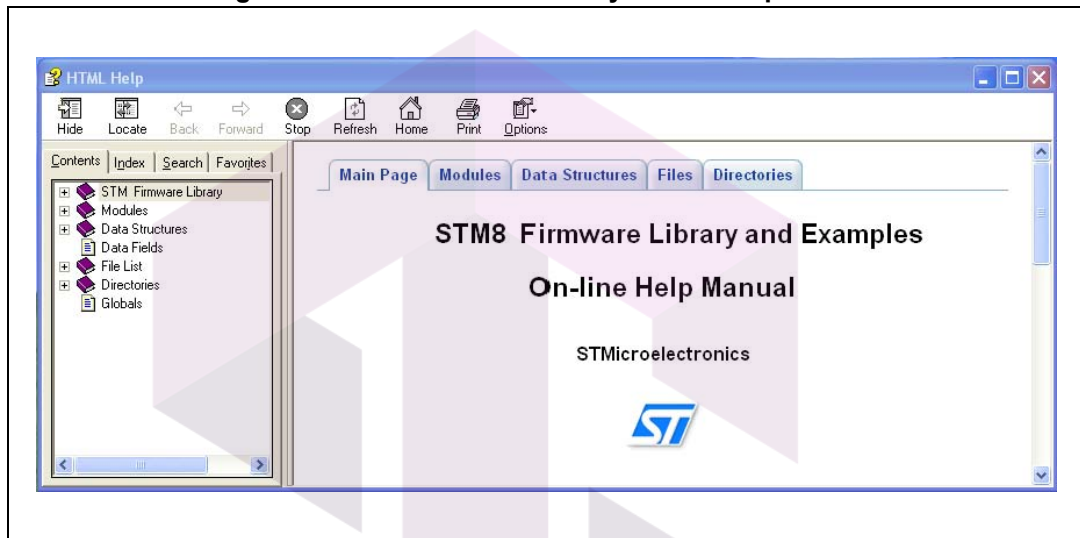 HTML Help
Hide Locate Back Forward Stop Refresh Home Print Options
Contents Index Search Favorites
STM Firmware Library
Modules
Data Structures
Data Fields
File List
Directories
Globals
Main Page Modules Data Structures Files Directories
STM8 Firmware Library and Examples
On-line Help Manual
STMicroelectronics
ST